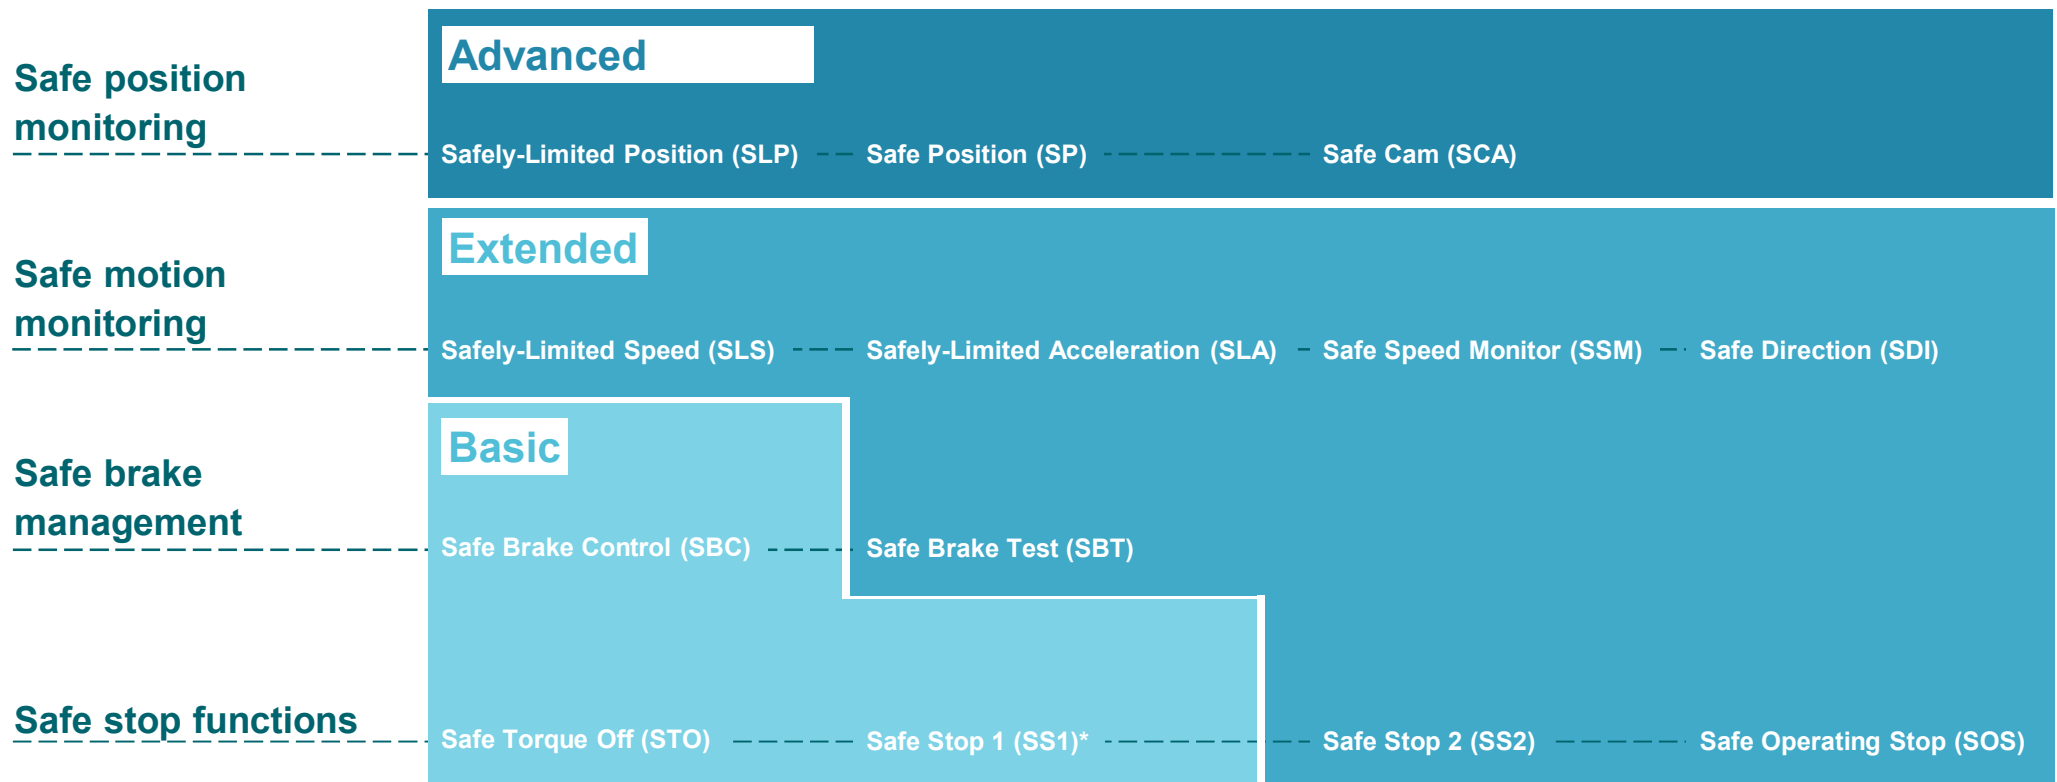 Advanced
Safe position
monitoring
Safely-Limited Position (SLP) Safe Position (SP) Safe Cam (SCA)
Extended
Safe motion
monitoring
Safely-Limited Speed (SLS) Safely-Limited Acceleration (SLA) Safe Speed Monitor (SSM) Safe Direction (SDI)
Basic
Safe brake
management
Safe Brake Control (SBC) Safe Brake Test (SBT)
Safe stop functions
Safe Torque Off (STO) Safe Stop 1 (SS1)* Safe Stop 2 (SS2) Safe Operating Stop (SOS)